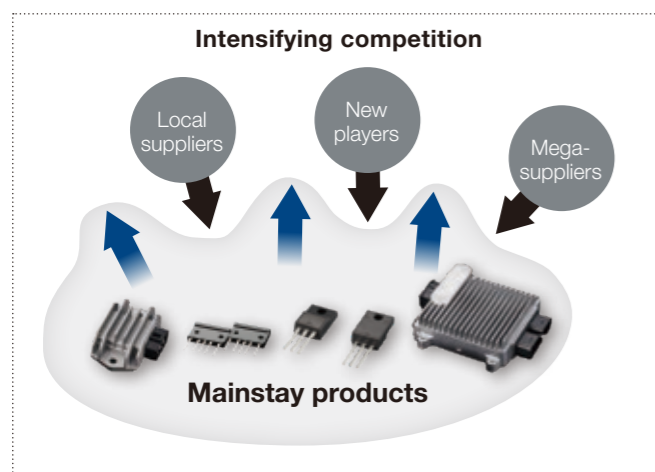 Intensifying competition
Local
suppliers
New
players
Mega-
suppliers
Mainstay products